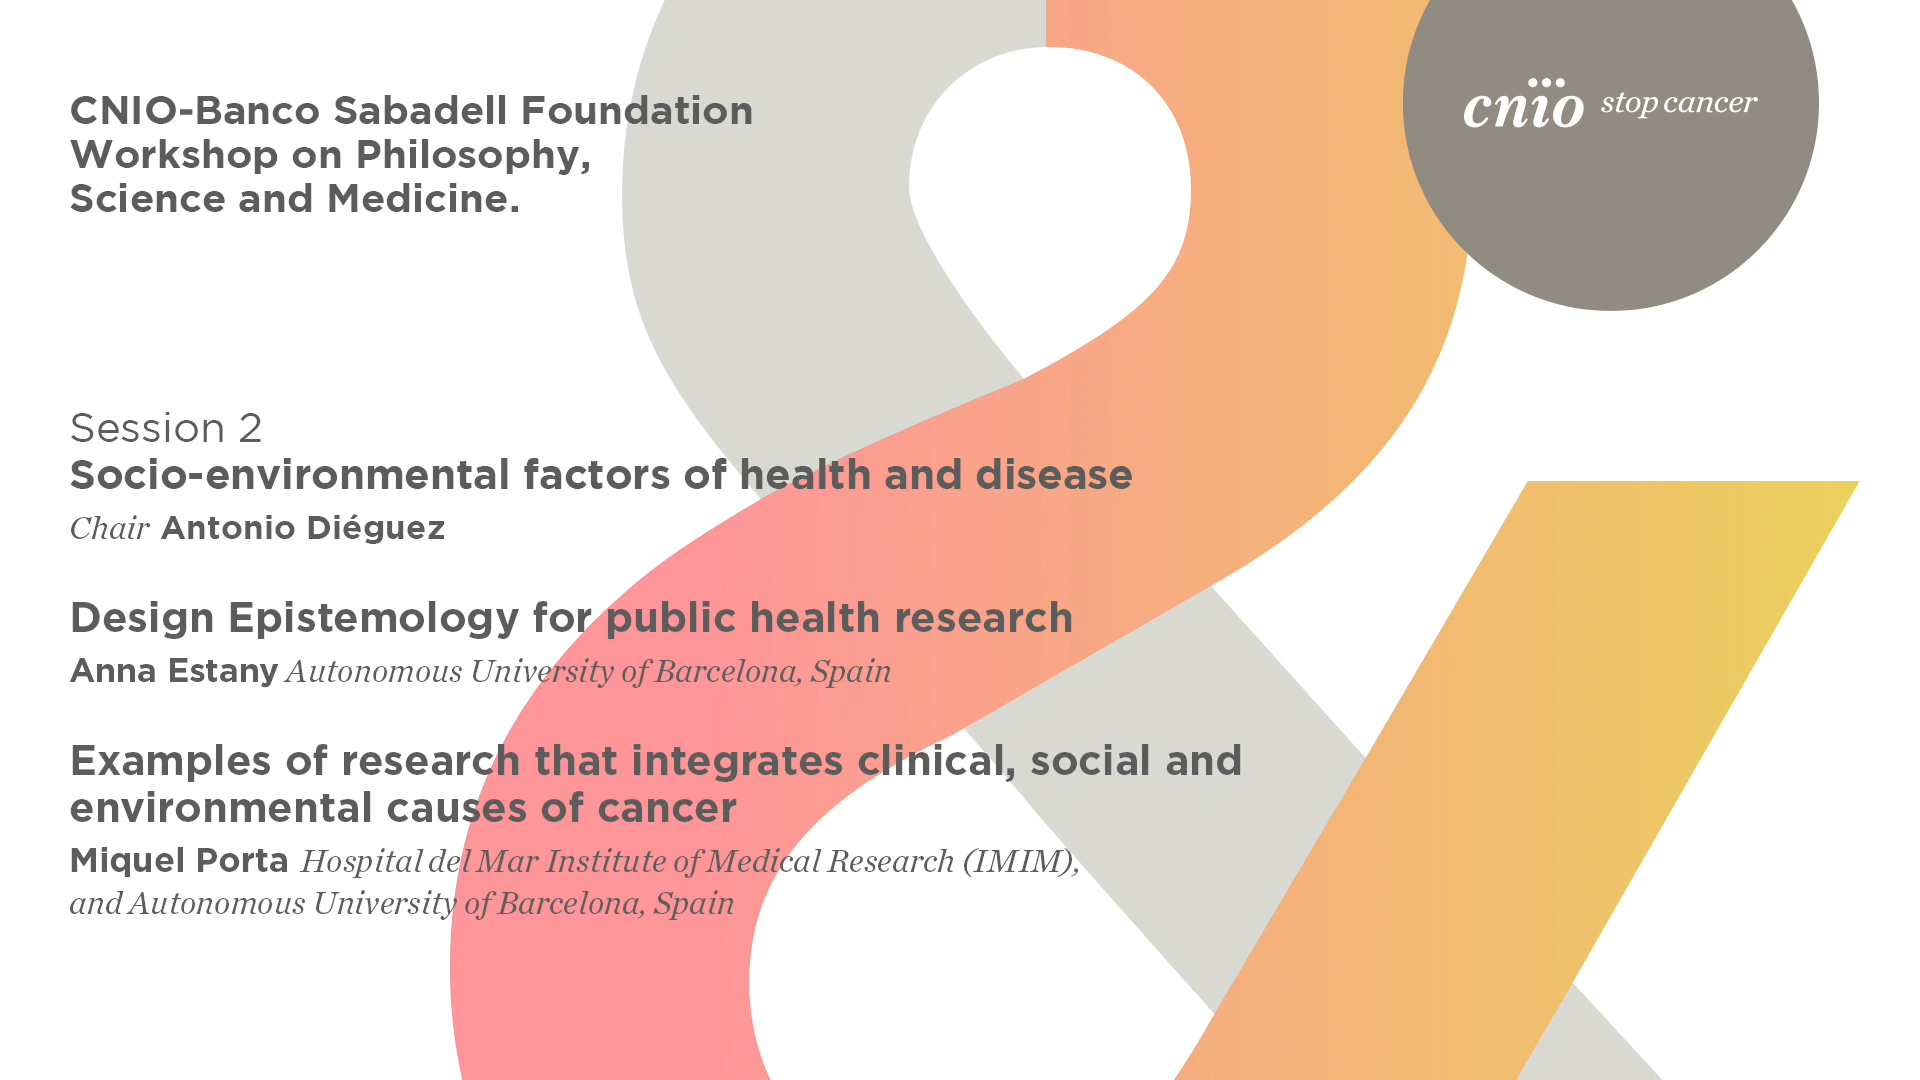 CNIO-Banco Sabadell Foundation
Workshop on Philosophy,
Science and Medicine.
cnio stop cancer
Session 2
Socio-environmental factors of health and disease
Chair Antonio Diéguez
Design Epistemology for public health research
Anna Estany Autonomous University of Barcelona, Spain
Examples of research that integrates clinical, social and
environmental causes of cancer
Miquel Porta Hospital del Mar Institute of Medical Research (IMIM),
and Autonomous University of Barcelona, Spain